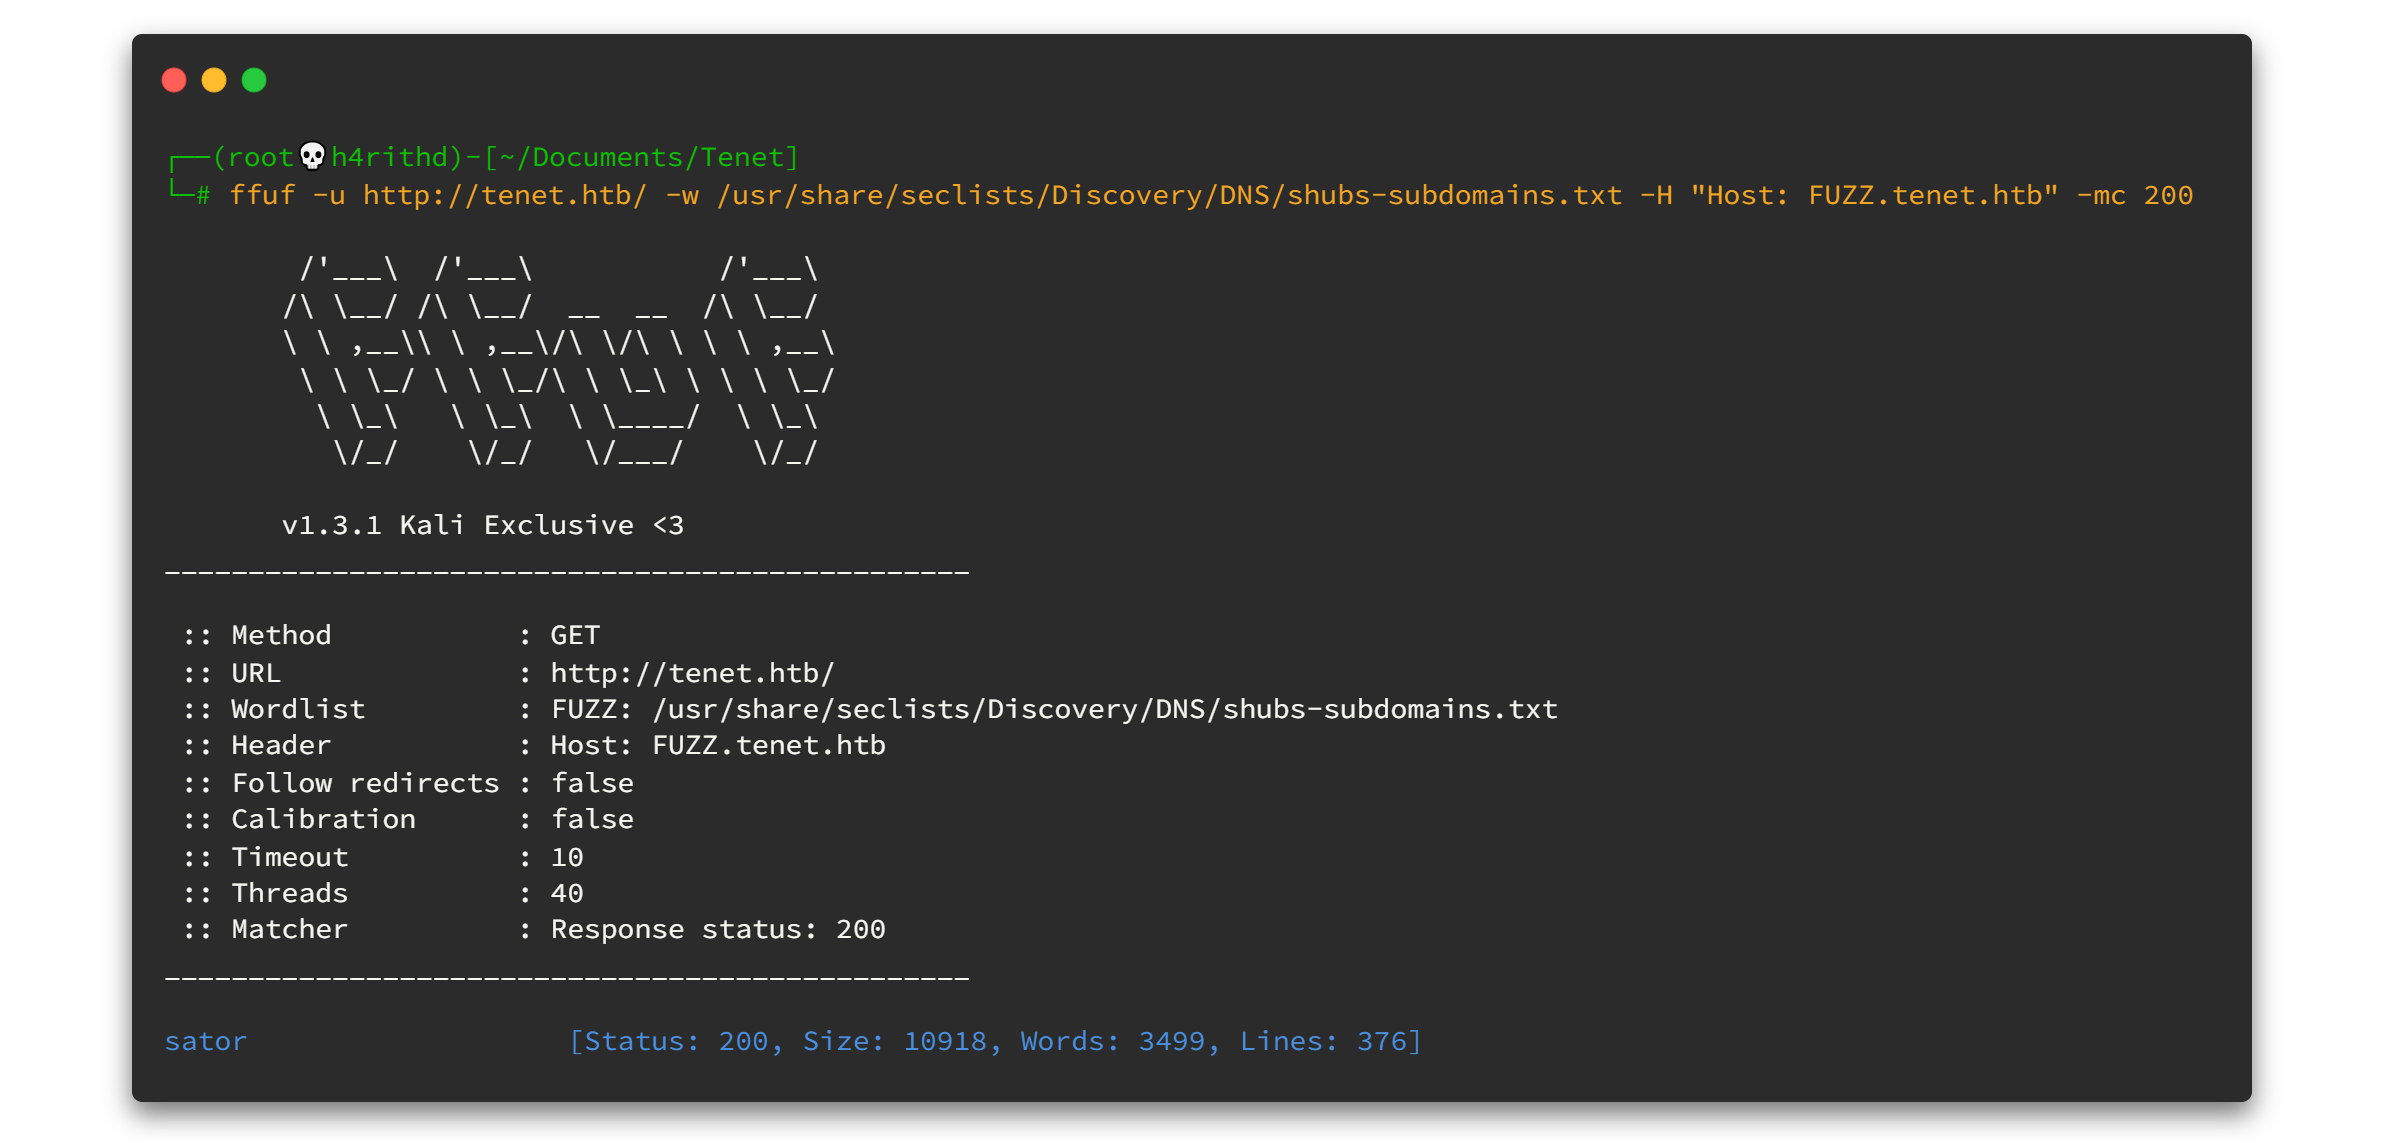 ┌──(root💀h4rithd)-[~/Documents/Tenet]
└─# ffuf -u http://tenet.htb/ -w /usr/share/seclists/Discovery/DNS/shubs-subdomains.txt -H "Host: FUZZ.tenet.htb" -mc 200
        /'___\  /'___\           /'___\
       /\ \__/ /\ \__/  __  __  /\ \__/
       \ \ ,__\\ \ ,__\/\ \/\ \ \ \ ,__\
        \ \ \_/ \ \ \_/\ \ \_\ \ \ \ \_/
         \ \_\   \ \_\  \ \____/  \ \_\
          \/_/    \/_/   \/___/    \/_/
       v1.3.1 Kali Exclusive <3
________________________________________________
 :: Method           : GET
 :: URL              : http://tenet.htb/
 :: Wordlist         : FUZZ: /usr/share/seclists/Discovery/DNS/shubs-subdomains.txt
 :: Header           : Host: FUZZ.tenet.htb
 :: Follow redirects : false
 :: Calibration      : false
 :: Timeout          : 10
 :: Threads          : 40
 :: Matcher          : Response status: 200
________________________________________________
sator                   [Status: 200, Size: 10918, Words: 3499, Lines: 376]